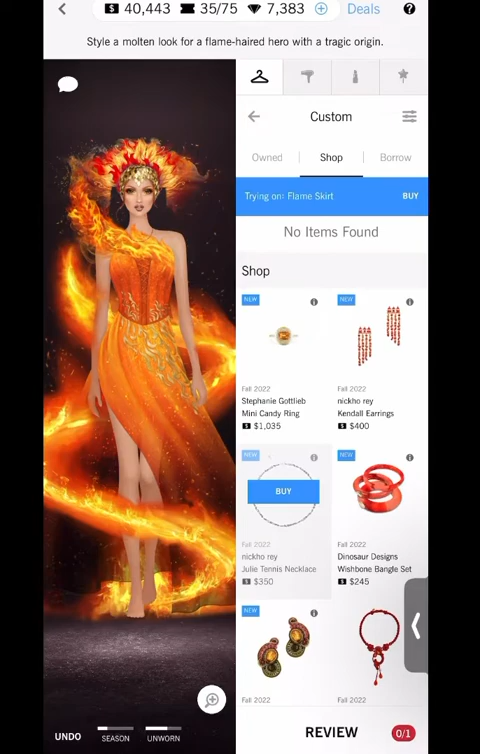 40,443 35/75 7,383 Deals
Style a molten look for a flame-haired hero with a tragic origin.
Custom
Owned Shop Borrow
Trying on: Flame Skirt BUY
No Items Found
Shop
NEW
Fall 2022
Stephanie Gottlieb
Mini Candy Ring
$1,035
NEW
Fall 2022
nickho rey
Kendall Earrings
$400
NEW
BUY
Fall 2022
nickho rey
Julie Tennis Necklace
$350
NEW
Fall 2022
Dinosaur Designs
Wishbone Bangle Set
$245
NEW
Fall 2022
Fall 2022
UNDO SEASON UNWORN
REVIEW 0/1